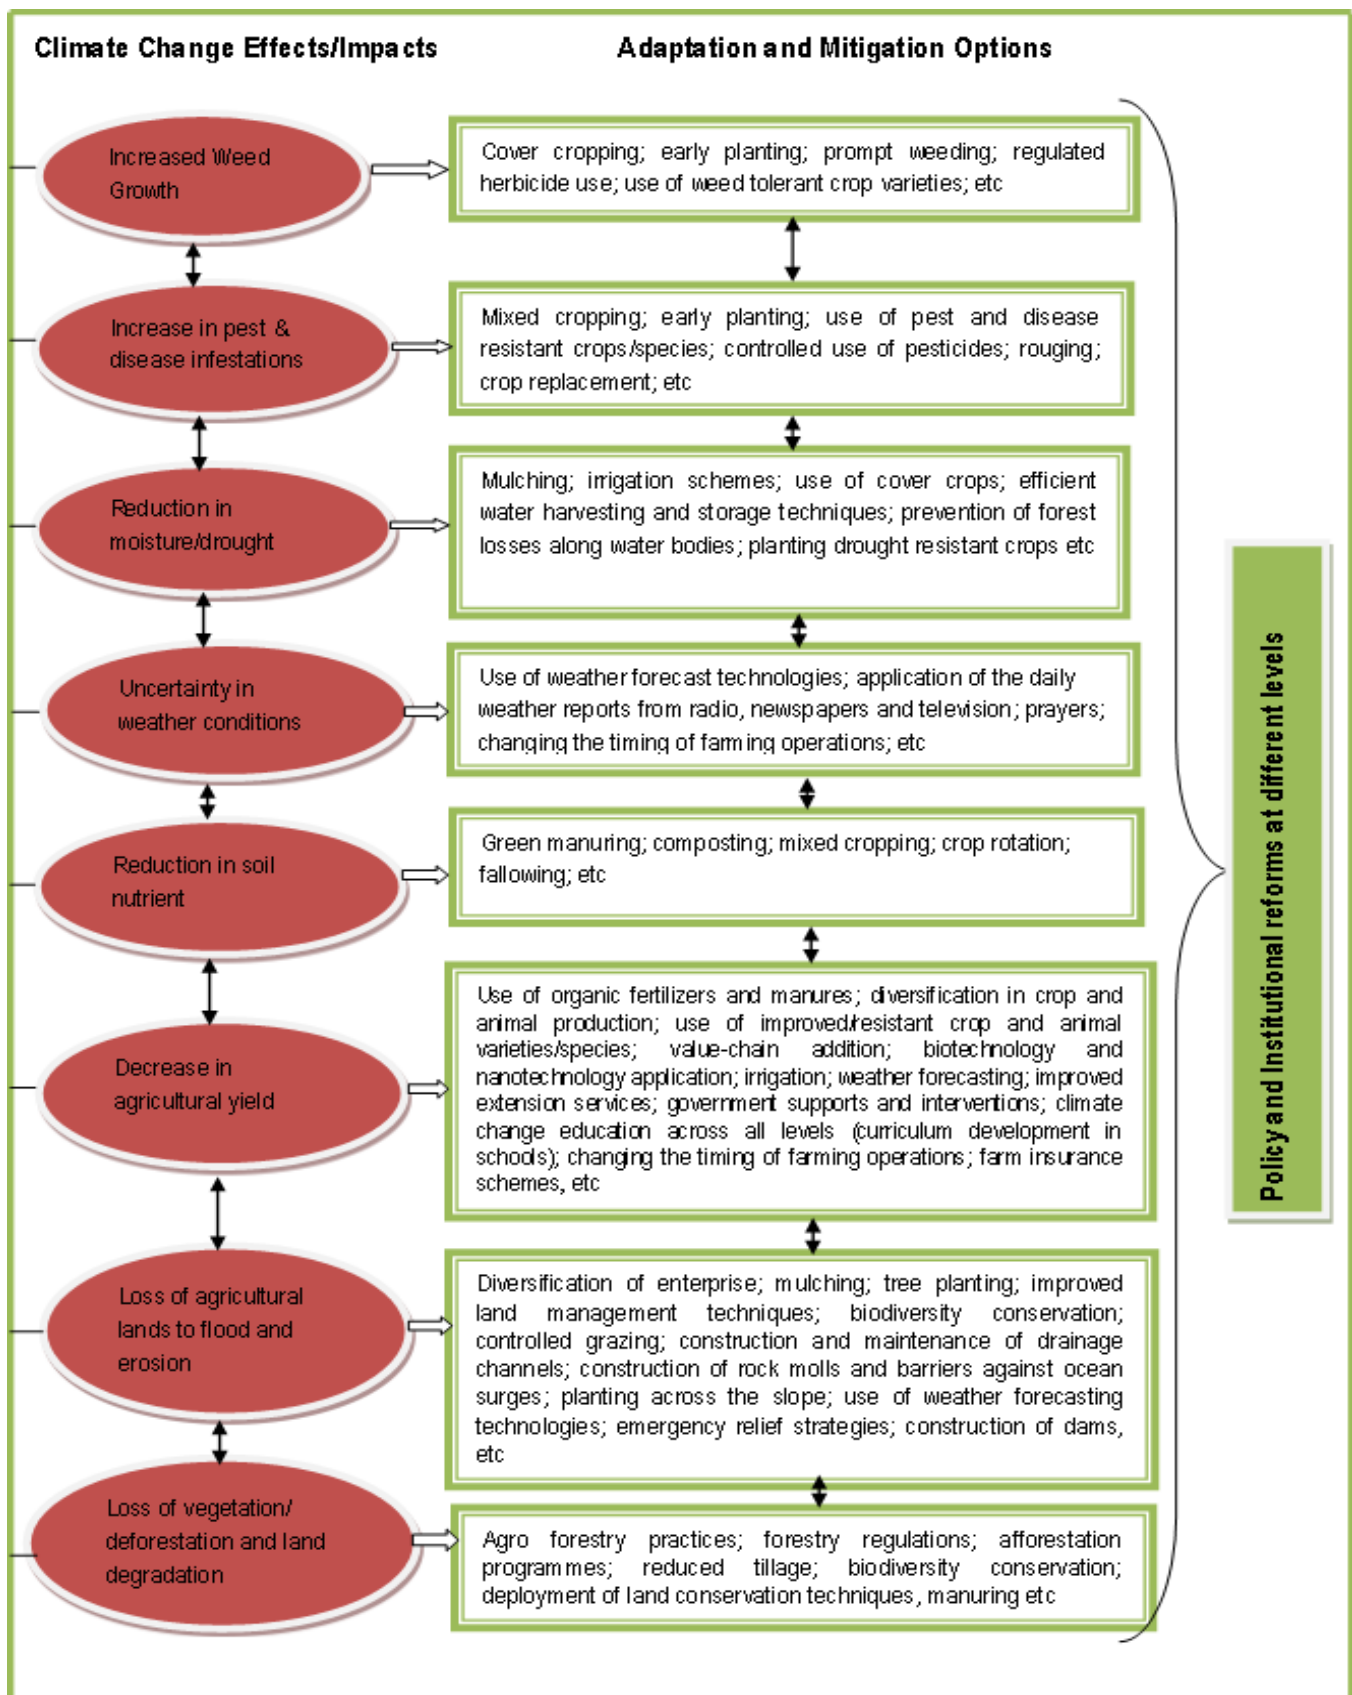 Climate Change Effects/Impacts
Adaptation and Mitigation Options
Increased Weed
Growth
Cover cropping; early planting; prompt weeding; regulated
herbicide use; use of weed tolerant crop varieties; etc
Increase in pest &
disease infestations
Mixed cropping; early planting; use of pest and disease
resistant crops/species; controlled use of pesticides; rouging;
crop replacement; etc
Reduction in
moisture/drought
Mulching; irrigation schemes; use of cover crops; efficient
water harvesting and storage techniques; prevention of forest
losses along water bodies; planting drought resistant crops etc
Uncertainty in
weather conditions
Use of weather forecast technologies; application of the daily
weather reports from radio, newspapers and television; prayers;
changing the timing of farming operations; etc
Reduction in soil
nutrient
Green manuring; composting; mixed cropping; crop rotation;
fallowing; etc
Decrease in
agricultural yield
Use of organic fertilizers and manures; diversification in crop and
animal production; use of improved/resistant crop and animal
varieties/species; value-chain addition; biotechnology and
nanotechnology application; irrigation; weather forecasting; improved
extension services; government supports and interventions; climate
change education across all levels (curriculum development in
schools); changing the timing of farming operations; farm insurance
schemes, etc
Loss of agricultural
lands to flood and
erosion
Diversification of enterprise; mulching; tree planting; improved
land management techniques; biodiversity conservation;
controlled grazing; construction and maintenance of drainage
channels; construction of rock molls and barriers against ocean
surges; planting across the slope; use of weather forecasting
technologies; emergency relief strategies; construction of dams,
etc
Loss of vegetation/
deforestation and land
degradation
Agro forestry practices; forestry regulations; afforestation
programmes; reduced tillage; biodiversity conservation;
deployment of land conservation techniques, manuring etc
Policy and Institutional reforms at different levels